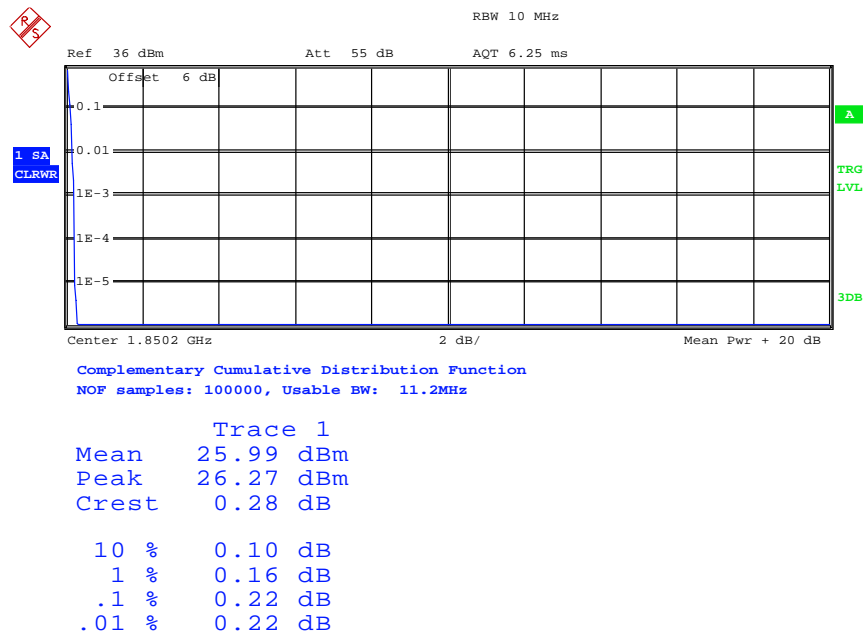 R S
RBW 10 MHz
Ref 36 dBm Att 55 dB AQT 6.25 ms
Offset 6 dB
0.1
A
0.01
1 SA
CLRWR
TRG
LVL
1E-3
1E-4
1E-5
3DB
Center 1.8502 GHz 2 dB/ Mean Pwr + 20 dB
Complementary Cumulative Distribution Function
NOF samples: 100000, Usable BW: 11.2MHz
Trace 1
Mean 25.99 dBm
Peak 26.27 dBm
Crest 0.28 dB
10 % 0.10 dB
1 % 0.16 dB
.1 % 0.22 dB
.01 % 0.22 dB